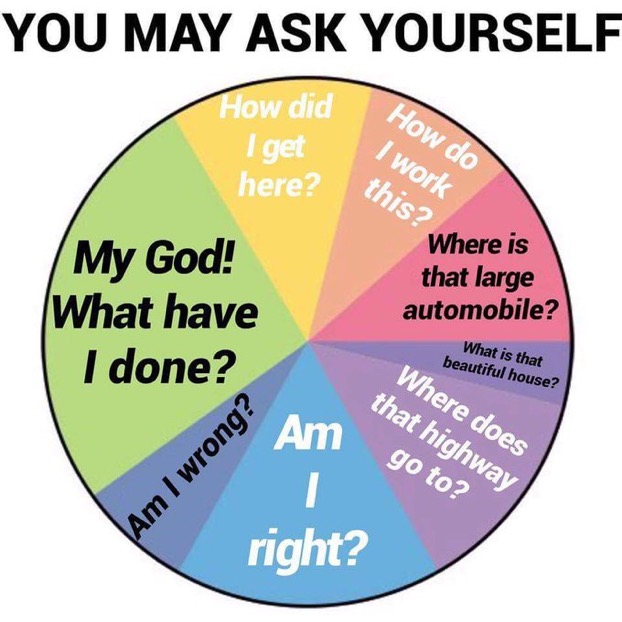 YOU MAY ASK YOURSELF
How did
I get
here?
How do
I work
this?
Where is
that large
automobile?
What is that
beautiful house?
Where does
that highway
go to?
Am
I
right?
Am I wrong?
My God!
What have
I done?